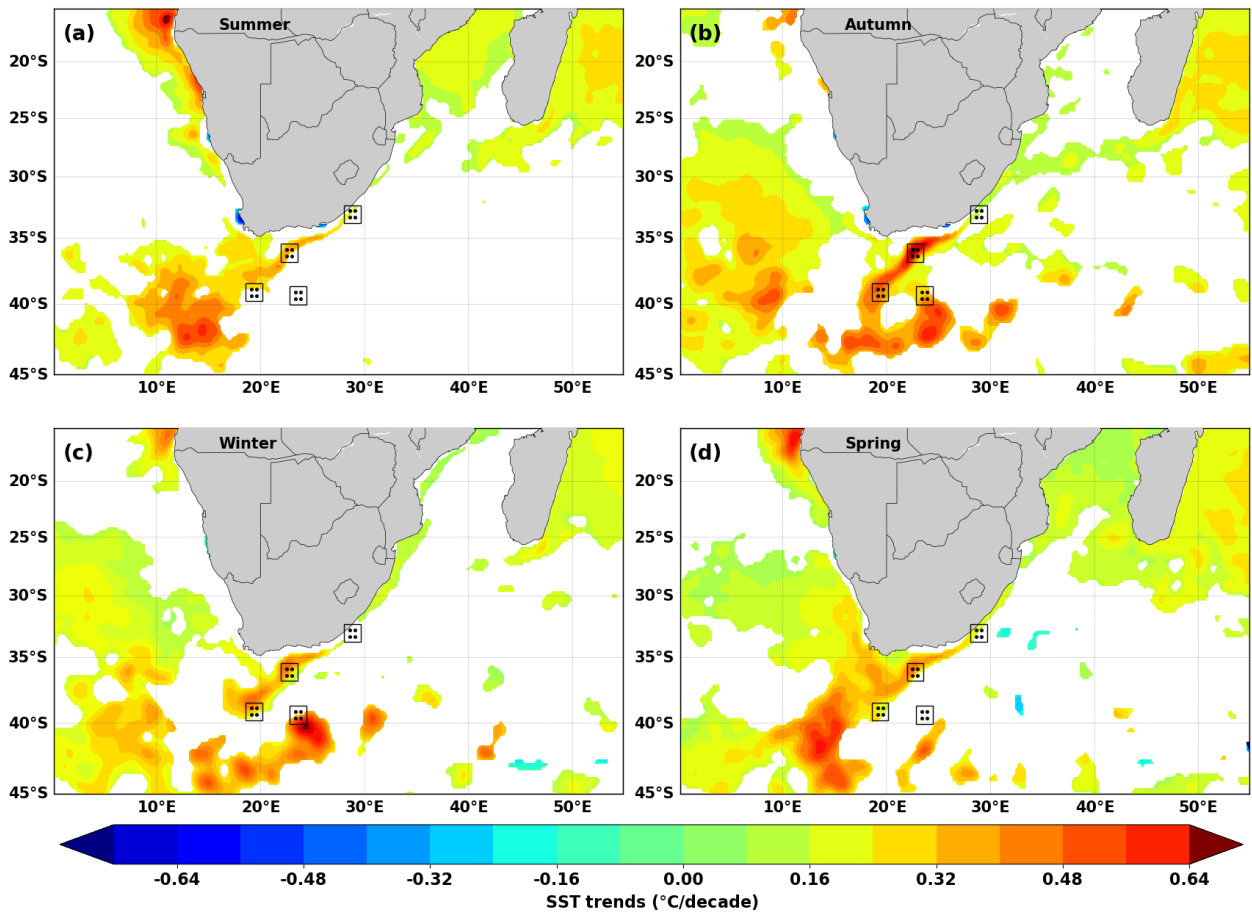 (a) Summer
20°S
25°S
30°S
35°S
40°S
45°S
10°E 20°E 30°E 40°E 50°E
(b) Autumn
20°S
25°S
30°S
35°S
40°S
45°S
10°E 20°E 30°E 40°E 50°E
(c) Winter
20°S
25°S
30°S
35°S
40°S
45°S
10°E 20°E 30°E 40°E 50°E
(d) Spring
20°S
25°S
30°S
35°S
40°S
45°S
10°E 20°E 30°E 40°E 50°E
-0.64 -0.48 -0.32 -0.16 0.00 0.16 0.32 0.48 0.64
SST trends (°C/decade)